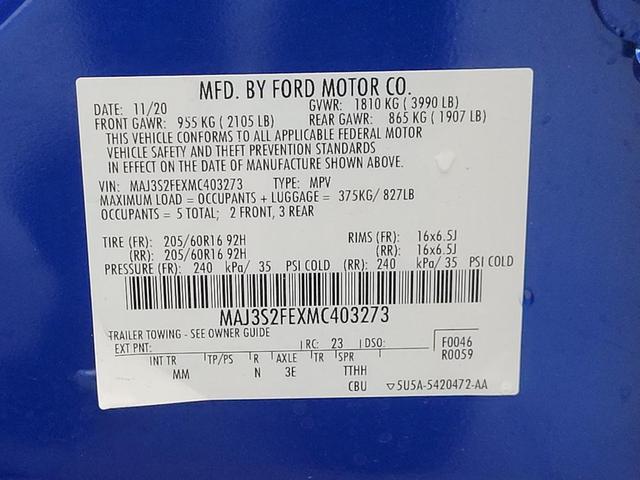 MFD. BY FORD MOTOR CO.
DATE: 11/20 GVWR: 1810 KG ( 3990 LB)
FRONT GAWR: 955 KG ( 2105 LB) REAR GAWR: 865 KG ( 1907 LB)
THIS VEHICLE CONFORMS TO ALL APPLICABLE FEDERAL MOTOR
VEHICLE SAFETY AND THEFT PREVENTION STANDARDS
IN EFFECT ON THE DATE OF MANUFACTURE SHOWN ABOVE.
VIN: MAJ3S2FEXMC403273 TYPE: MPV
MAXIMUM LOAD = OCCUPANTS + LUGGAGE = 375KG/ 827LB
OCCUPANTS = 5 TOTAL; 2 FRONT, 3 REAR
TIRE (FR): 205/60R16 92H RIMS (FR): 16x6.5J
(RR): 205/60R16 92H (RR): 16x6.5J
PRESSURE (FR): 240 kPa/ 35 PSI COLD (RR): 240 kPa/ 35 PSI COLD
MAJ3S2FEXMC403273
TRAILER TOWING - SEE OWNER GUIDE
EXT PNT: RC: 23 DSO: F0046
R0059
INT TR TP/PS R AXLE TR SPR
MM N 3E TTHH
CBU ▽5U5A-5420472-AA